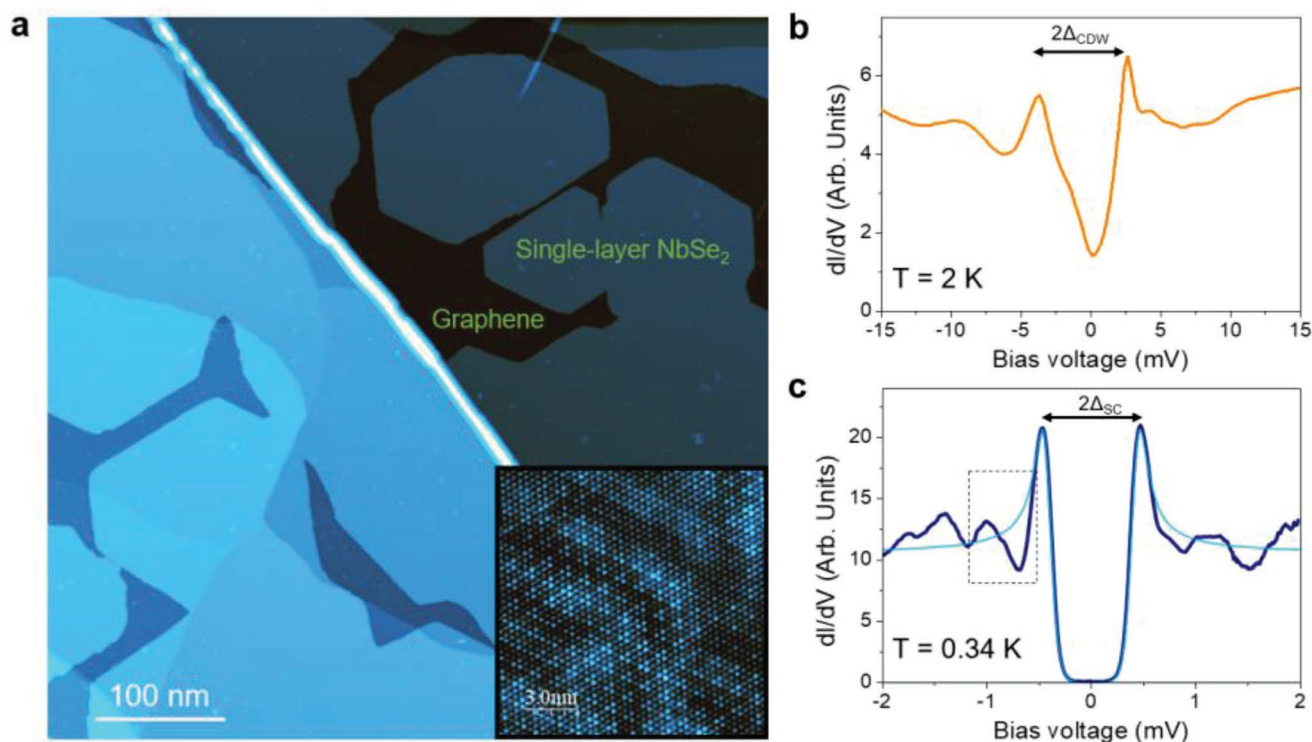 a
Single-layer NbSe₂
Graphene
100 nm
3.0nm
b
2Δ_CDW
dI/dV (Arb. Units)
6
4
2
0
T = 2 K
-15 -10 -5 0 5 10 15
Bias voltage (mV)
c
2Δ_SC
dI/dV (Arb. Units)
20
15
10
5
0
T = 0.34 K
-2 -1 0 1 2
Bias voltage (mV)